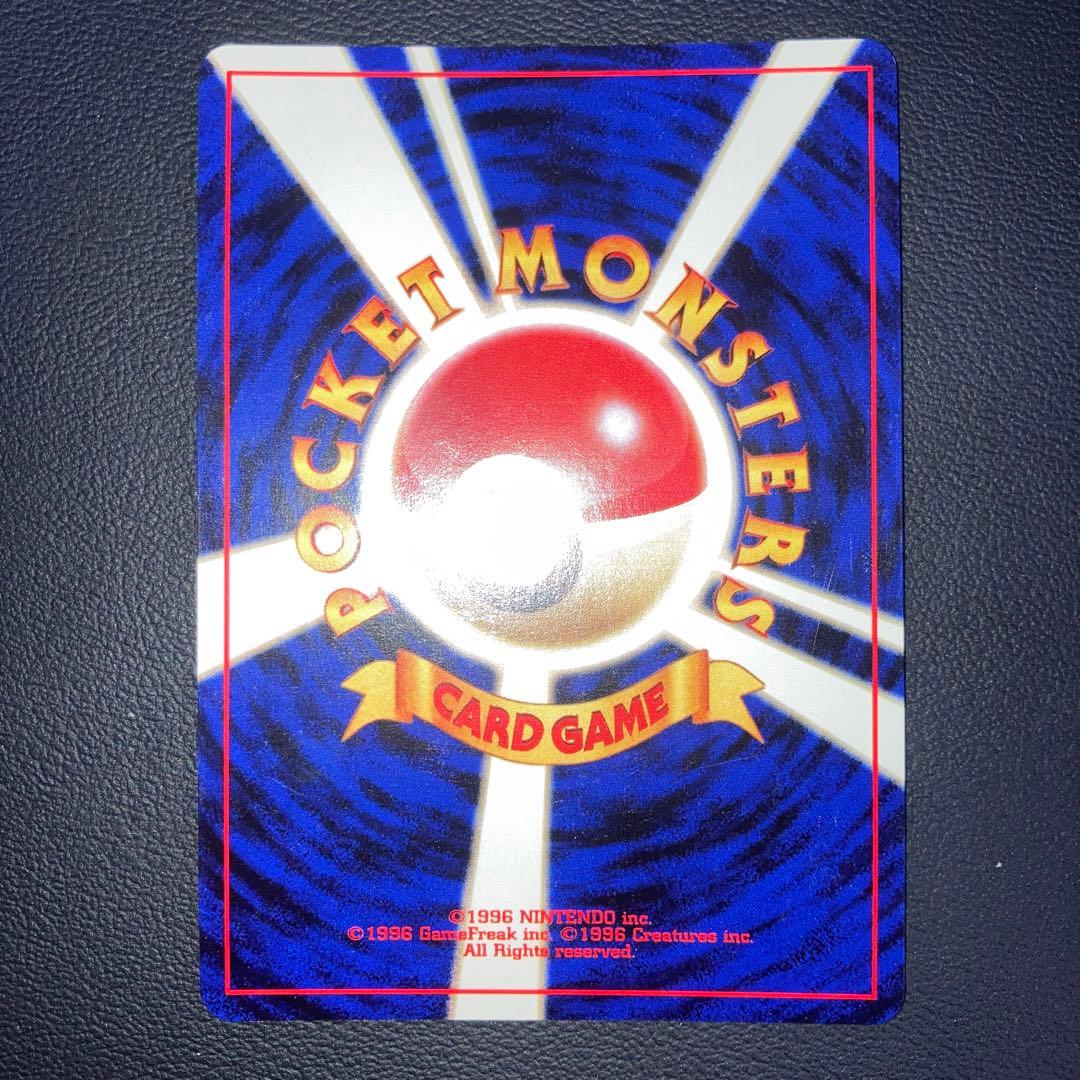 POCKET MONSTERS
CARD GAME
©1996 NINTENDO inc.
©1996 GameFreak inc. ©1996 Creatures inc.
All Rights reserved.